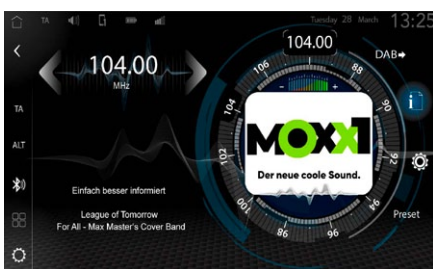 TA
Tuesday 28 March
13:25
104.00
MHz
104.00
DAB
TA
ALT
106
88
104
90
102
92
100
94
98
96
MOXX1
Der neue coole Sound.
Einfach besser informiert
League of Tomorrow
For All - Max Master's Cover Band
Preset
i
- +